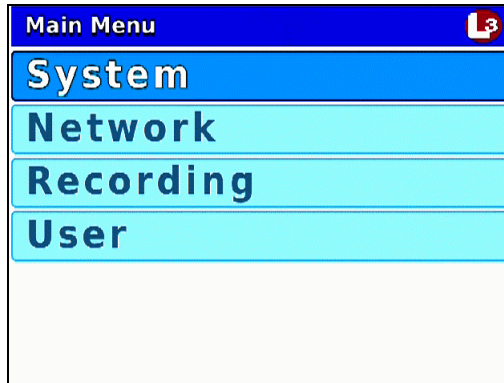 Main Menu
L3
System
Network
Recording
User